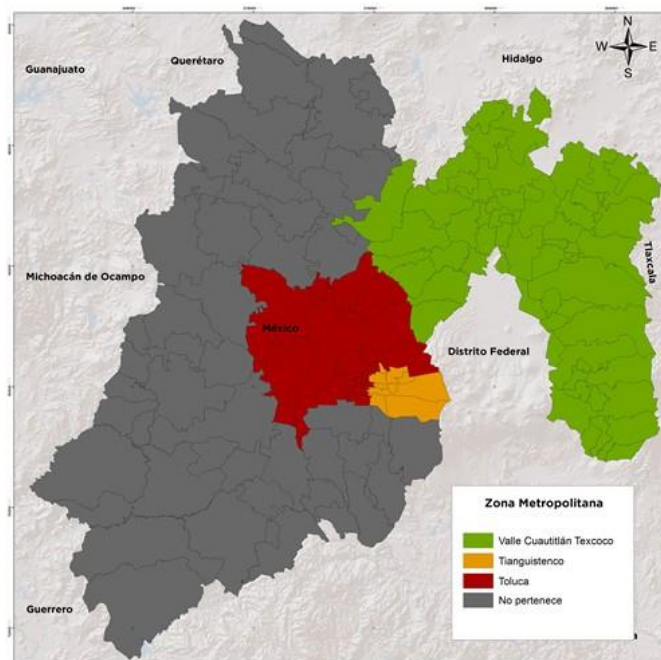 N
W E
S
Guanajuato
Querétaro
Hidalgo
Tlaxcala
Michoacán de Ocampo
México
Distrito Federal
Guerrero
Zona Metropolitana
Valle Cuautitlán Texcoco
Tianguistenco
Toluca
No pertenece